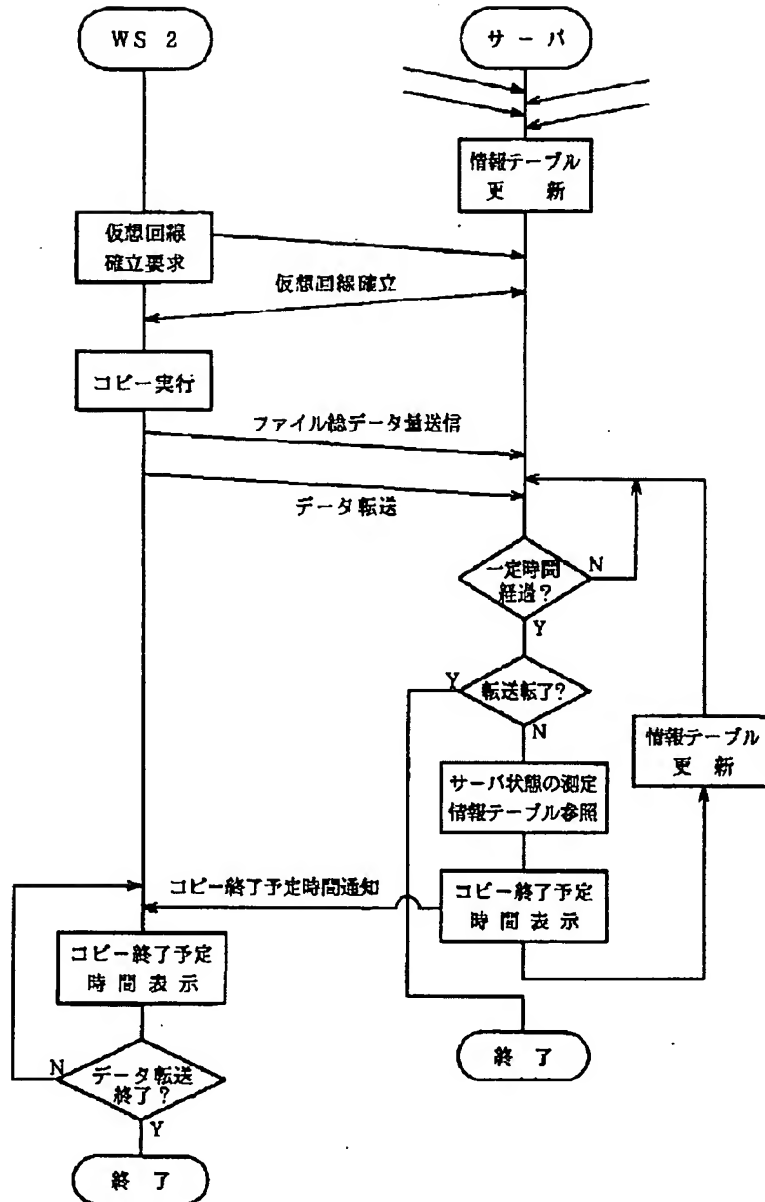 WS 2
サーバ
情報テーブル
更 新
仮想回線
確立要求
仮想回線確立
コピー実行
ファイル総データ量送信
データ転送
一定時間
経過?
N
Y
転送転了?
Y
N
情報テーブル
更 新
サーバ状態の測定
情報テーブル参照
コピー終了予定時間通知
コピー終了予定
時 間 表 示
コピー終了予定
時 間 表 示
終 了
データ転送
終了?
N
Y
終 了